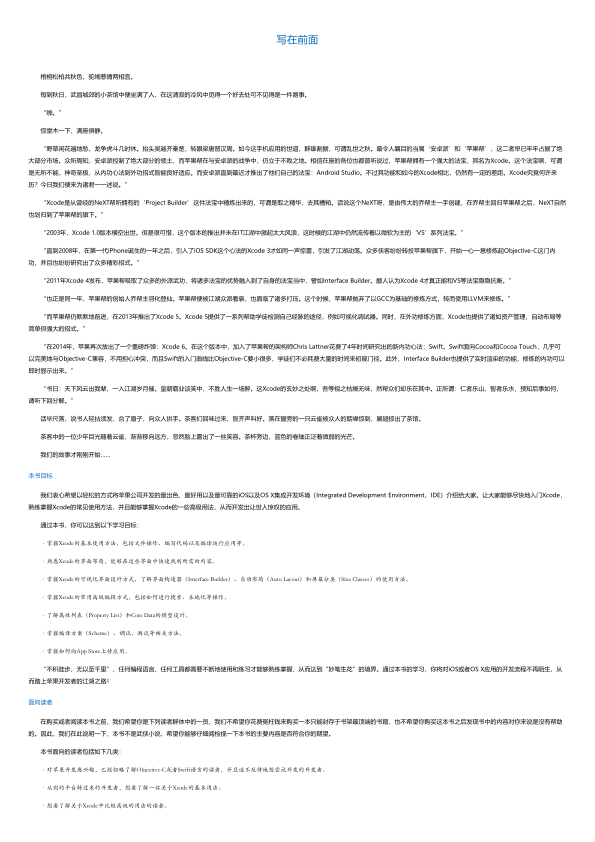 写在前面
梧桐松柏共秋色，驼绒葱倩两相宜。
每到秋日，武昌城郊的小茶馆中便坐满了人，在这清寂的冷风中觅得一个好去处可不见得是一件易事。
“嗨。”
惊堂木一下，满座俱静。
“野草闲花遍地愁，龙争虎斗几时休。抬头吴越齐秦楚，转眼梁唐晋汉周。如今这手机应用的世道，群雄割据，可谓乱世之秋。最令人瞩目的当属‘安卓派’和‘苹果帮’，这二者早已牢牢占据了绝
大部分市场。众所周知，安卓派控制了绝大部分的领土，而苹果帮在与安卓派的战争中，仍立于不败之地。相信在座的各位也都曾听说过，苹果帮拥有一个强大的法宝，其名为Xcode。这个法宝啊，可谓
是无所不能，神奇至极，从内功心法到外功招式皆能良好适应。而安卓派直到最近才推出了他们自己的法宝：Android Studio。不过其功能和如今的Xcode相比，仍然有一定的差距。Xcode究竟何许来
历？今日我们便来为诸君一一述说。”
“Xcode是从曾经的NeXT帮所拥有的‘Project Builder’这件法宝中精炼出来的，可谓是取之精华，去其糟粕。话说这个NeXT呀，是由伟大的乔帮主一手创建，在乔帮主回归苹果之后，NeXT自然
也归到了苹果帮的旗下。”
“2003年，Xcode 1.0版本横空出世。但是很可惜，这个版本的推出并未在IT江湖中激起太大风浪，这时候的江湖中仍然流传着以微软为主的‘VS’系列法宝。”
“直到2008年，在第一代iPhone诞生的一年之后，引入了iOS SDK这个心法的Xcode 3才如同一声惊雷，引发了江湖动荡。众多侠客纷纷转投苹果帮旗下，开始一心一意修炼起Objective-C这门内
功，并且也纷纷研究出了众多精彩招式。”
“2011年Xcode 4发布，苹果帮吸取了众多的外派武功，将诸多法宝的优势融入到了自身的法宝当中，譬如Interface Builder。鄙人认为Xcode 4才真正能和VS等法宝隐隐抗衡。”
“也正是同一年，苹果帮的创始人乔帮主羽化登仙。苹果帮便被江湖众派看衰，也面临了诸多打压。这个时候，苹果帮抛弃了以GCC为基础的修炼方式，转而使用LLVM来修炼。”
“而苹果帮仍默默地前进，在2013年推出了Xcode 5。Xcode 5提供了一系列帮助学徒检测自己经脉的途径，例如可视化调试器。同时，在外功修炼方面，Xcode也提供了诸如资产管理、自动布局等
简单但强大的招式。”
“在2014年，苹果再次放出了一个重磅炸弹：Xcode 6。在这个版本中，加入了苹果帮的架构师Chris Lattner花费了4年时间研究出的新内功心法：Swift。Swift面向Cocoa和Cocoa Touch，几乎可
以完美地与Objective-C兼容，不用担心冲突，而且Swift的入门曲线比Objective-C要小很多，学徒们不必耗费大量的时间来初窥门径。此外，Interface Builder也提供了实时渲染的功能，修炼的内功可以
即时显示出来。”
“书曰：天下风云出我辈，一入江湖岁月催。皇朝霸业谈笑中，不胜人生一场醉。这Xcode的玄妙之处啊，吾等视之枯燥无味，然帮众们却乐在其中。正所谓：仁者乐山，智者乐水，预知后事如何，
请听下回分解。”
话毕尺落，说书人轻拈须发，合了扇子，向众人拱手。茶客们回味过来，皆齐声叫好。落在窗旁的一只云雀被众人的聒噪惊到，展翅掠出了茶馆。
茶客中的一位少年目光随着云雀，渐渐移向远方，忽然脸上露出了一丝笑容。茶杯旁边，蓝色的卷轴正泛着微弱的光芒。
我们的故事才刚刚开始……
本书目标
我们衷心希望以轻松的方式将苹果公司开发的最出色、最好用以及最可靠的iOS以及OS X集成开发环境（Integrated Development Environment，IDE）介绍给大家。让大家能够尽快地入门Xcode，
熟练掌握Xcode的常见使用方法，并且能够掌握Xcode的一些高级用法，从而开发出让世人惊叹的应用。
通过本书，你可以达到以下学习目标：
· 掌握Xcode的基本使用方法，包括文件操作、编写代码以及编译运行应用等。
· 熟悉Xcode的界面布局，能够在这些界面中快速找到所需的内容。
· 掌握Xcode的可视化界面设计方式，了解界面构造器（Interface Builder）、自动布局（Auto Layout）和屏幕分类（Size Classes）的使用方法。
· 掌握Xcode的常用高级编辑方式，包括如何进行搜索、本地化等操作。
· 了解属性列表（Property List）和Core Data的模型设计。
· 掌握编译方案（Scheme）、调试、测试等相关方法。
· 掌握如何向App Store上传应用。
“不积跬步，无以至千里”，任何编程语言、任何工具都需要不断地使用和练习才能够熟练掌握，从而达到“妙笔生花”的境界。通过本书的学习，你将对iOS或者OS X应用的开发流程不再陌生，从
而踏上苹果开发者的江湖之路！
面向读者
在购买或者阅读本书之前，我们希望你是下列读者群体中的一员，我们不希望你花费冤枉钱来购买一本只能封存于书架最顶端的书籍，也不希望你购买这本书之后发现书中的内容对你来说是没有帮助
的。因此，我们在此说明一下，本书不是武侠小说，希望你能够仔细阅检视一下本书的主要内容是否符合你的期望。
本书面向的读者包括如下几类：
· 对苹果开发感兴趣，已经粗略了解Objective-C或者Swift语言的读者，并且迫不及待地想尝试开发的开发者。
· 从别的平台转过来的开发者，想要了解一些关于Xcode的基本用法。
· 想要了解关于Xcode中比较高级的用法的读者。